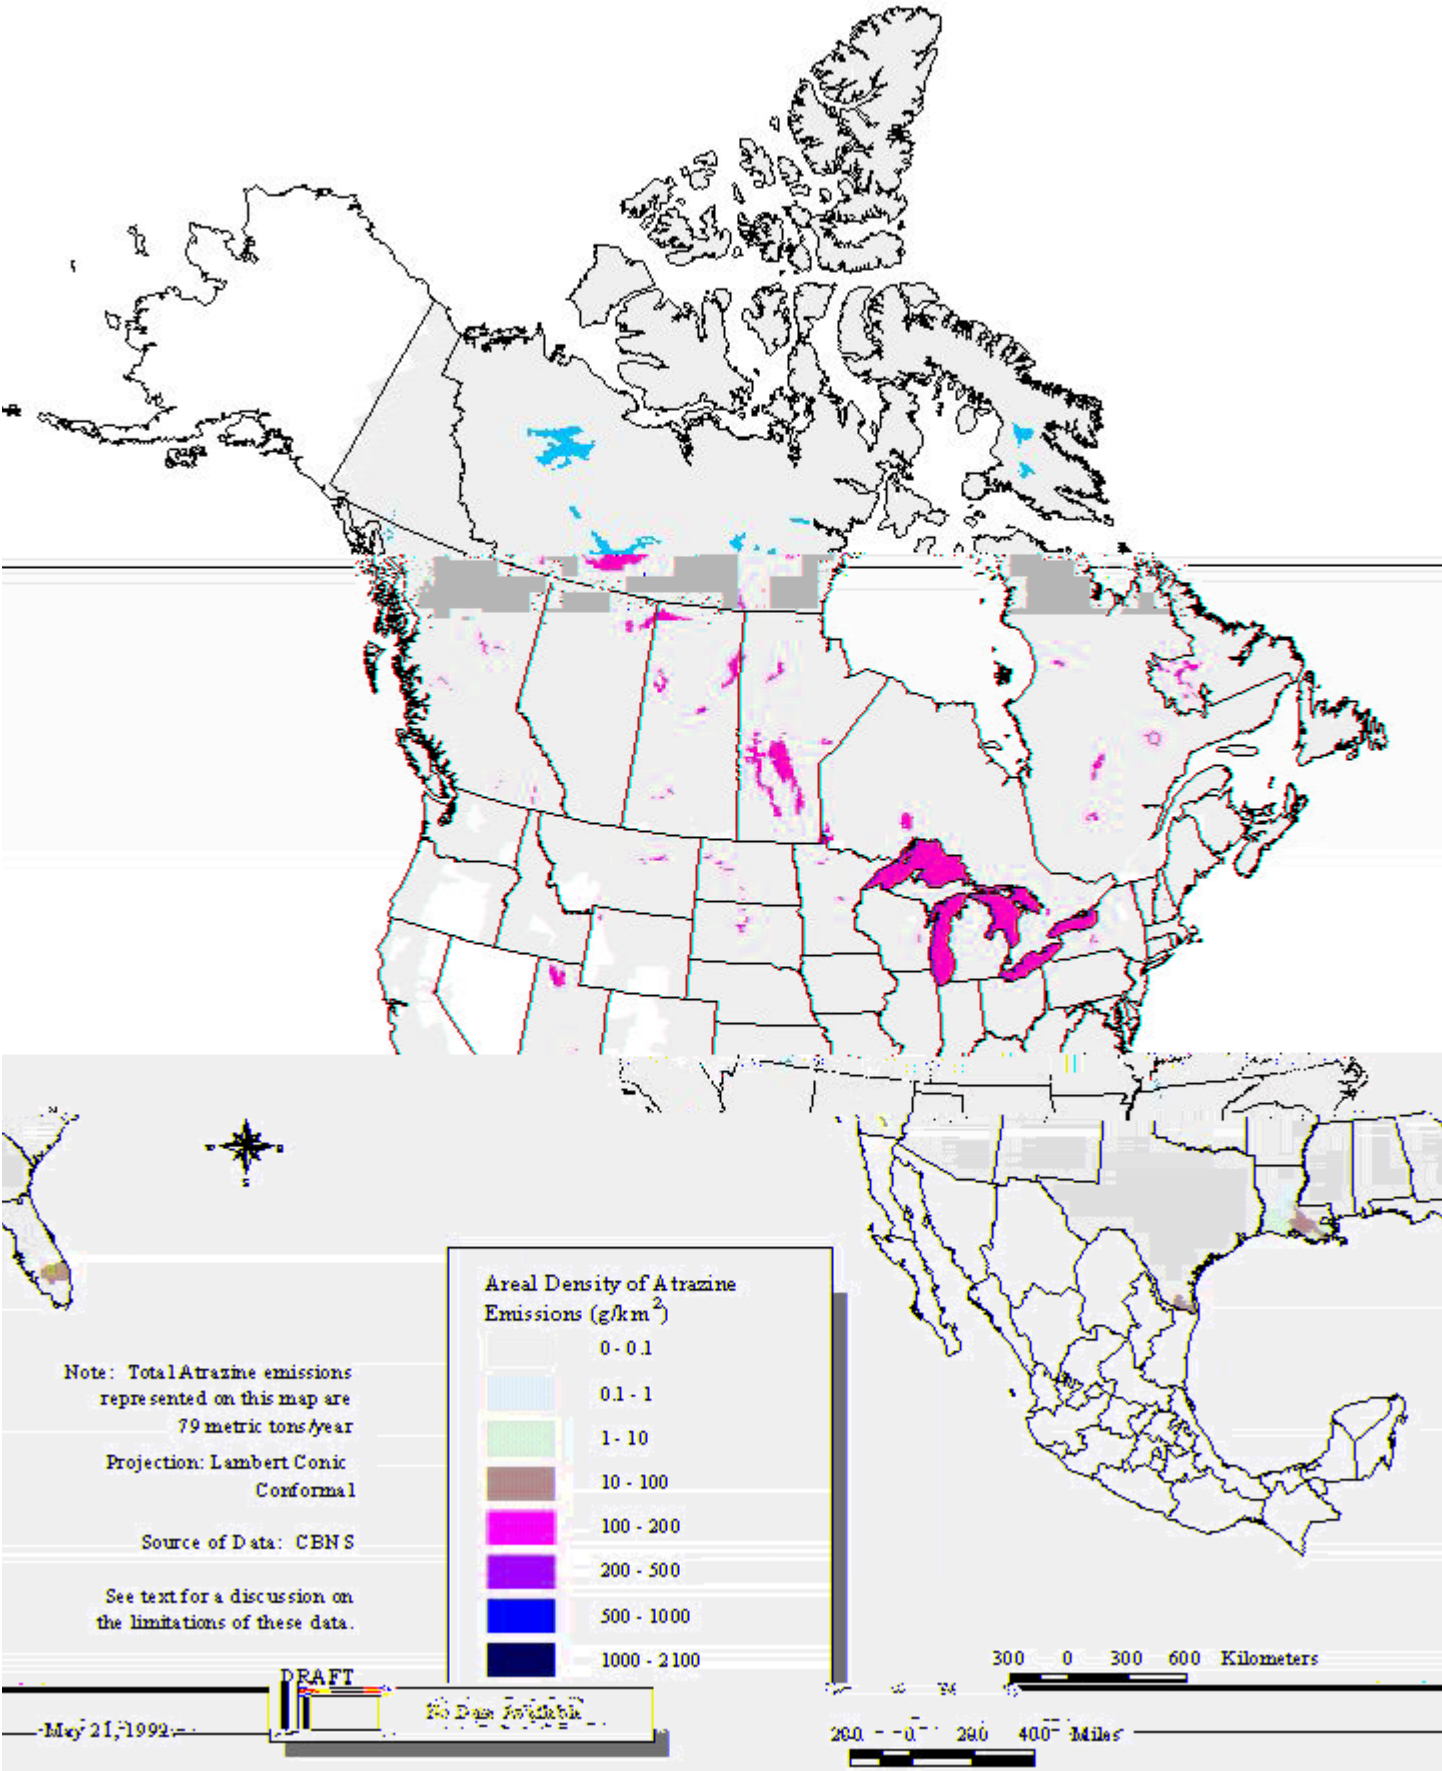 S
Areal Density of Atrazine
Emissions (g/km²)
0 - 0.1
0.1 - 1
1 - 10
10 - 100
100 - 200
200 - 500
500 - 1000
1000 - 2100
Note: Total Atrazine emissions
represented on this map are
79 metric tons/year
Projection: Lambert Conic
Conformal
Source of Data: CBNS
See text for a discussion on
the limitations of these data.
DRAFT
May 21, 1992
No Data Available
300 0 300 600 Kilometers
200 0 200 400 Miles